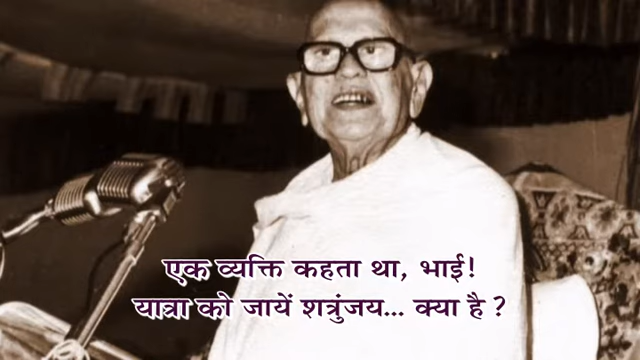 एक व्यक्ति कहता था, भाई!
यात्रा को जायें शत्रुंजय... क्या है ?